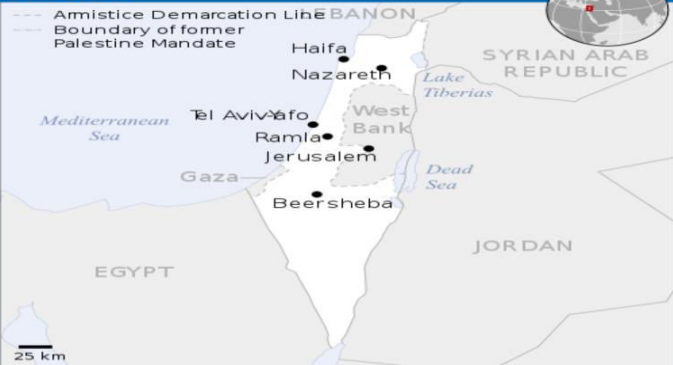 Armistice Demarcation Line
LEBANON
Boundary of former
Palestine Mandate
Haifa
SYRIAN ARAB
REPUBLIC
Nazareth
Lake
Tiberias
Mediterranean
Sea
Tel Aviv-Yafo
West
Bank
Ramla
Jerusalem
Gaza
Dead
Sea
Beersheba
JORDAN
EGYPT
25 km